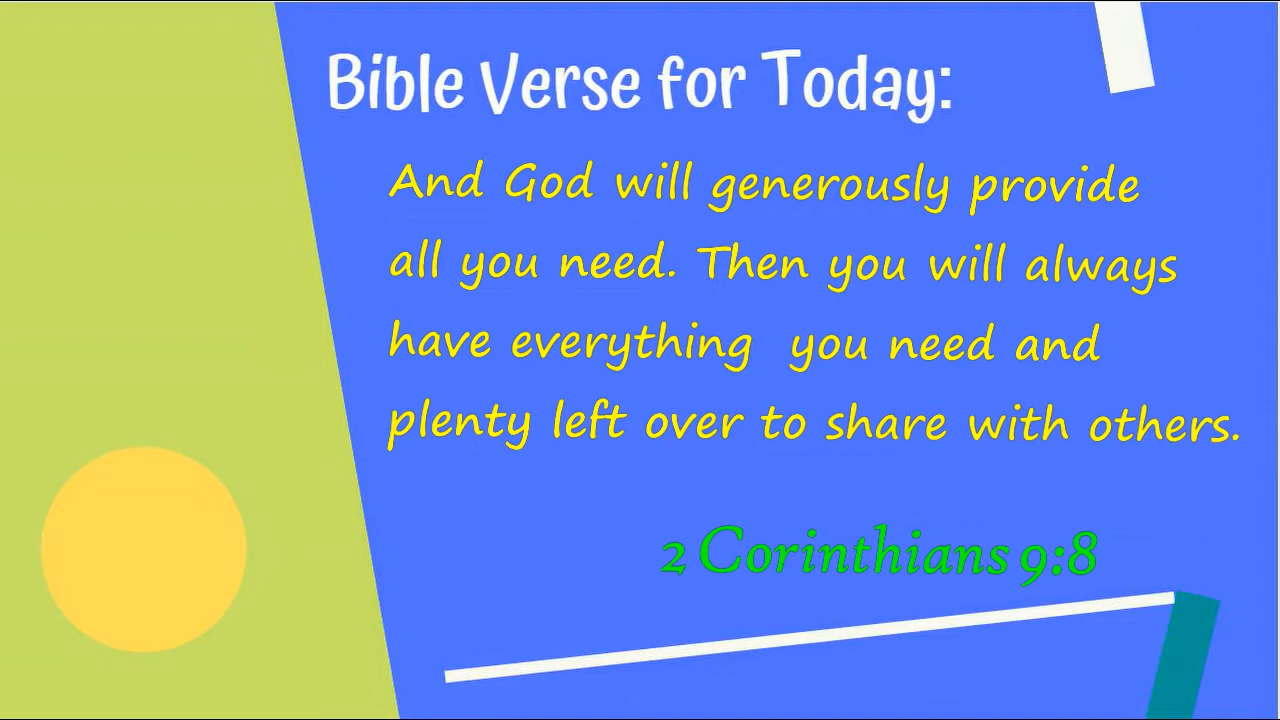 Bible Verse for Today:
And God will generously provide
all you need. Then you will always
have everything you need and
plenty left over to share with others.
2 Corinthians 9:8